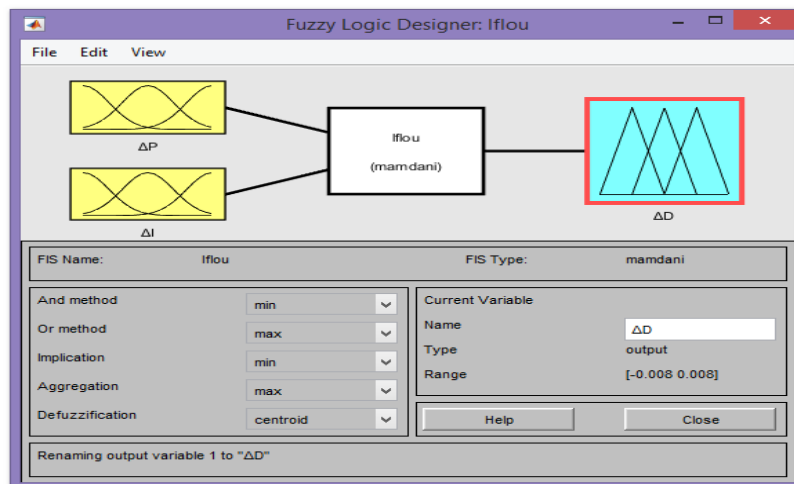 Fuzzy Logic Designer: Iflou
File Edit View
ΔP
ΔI
Iflou
(mamdani)
ΔD
FIS Name: Iflou FIS Type: mamdani
And method min
Or method max
Implication min
Aggregation max
Defuzzification centroid
Current Variable
Name ΔD
Type output
Range [-0.008 0.008]
Help Close
Renaming output variable 1 to "ΔD"